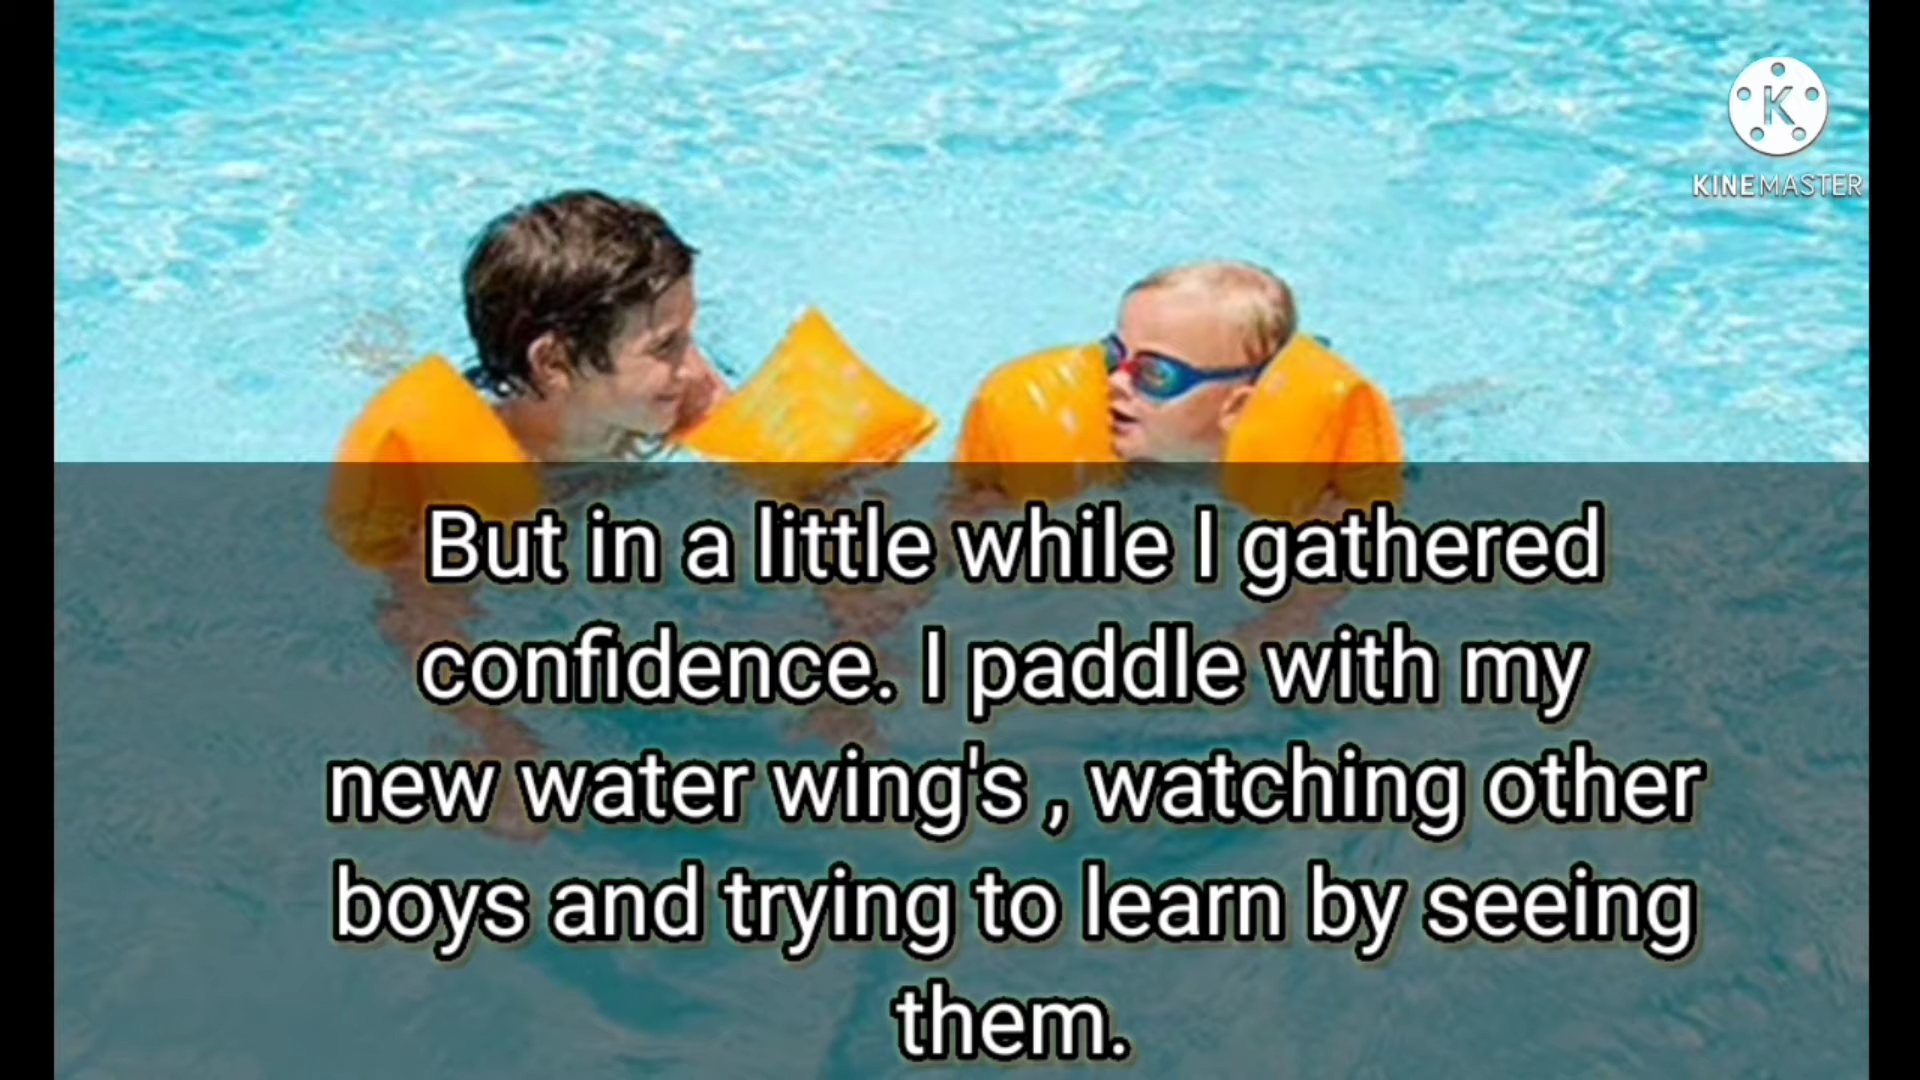 K
KINEMASTER
But in a little while I gathered
confidence. I paddle with my
new water wing's , watching other
boys and trying to learn by seeing
them.